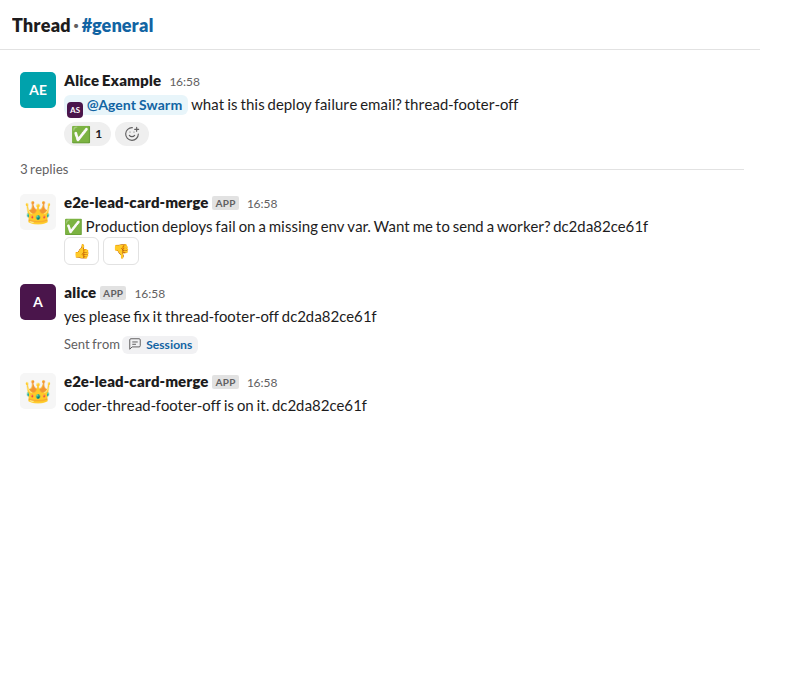 Thread • #general
AE
Alice Example 16:58
AS @Agent Swarm what is this deploy failure email? thread-footer-off
✅ 1
3 replies
e2e-lead-card-merge APP 16:58
✅ Production deploys fail on a missing env var. Want me to send a worker? dc2da82ce61f
👍 👎
A
alice APP 16:58
yes please fix it thread-footer-off dc2da82ce61f
Sent from Sessions
e2e-lead-card-merge APP 16:58
coder-thread-footer-off is on it. dc2da82ce61f